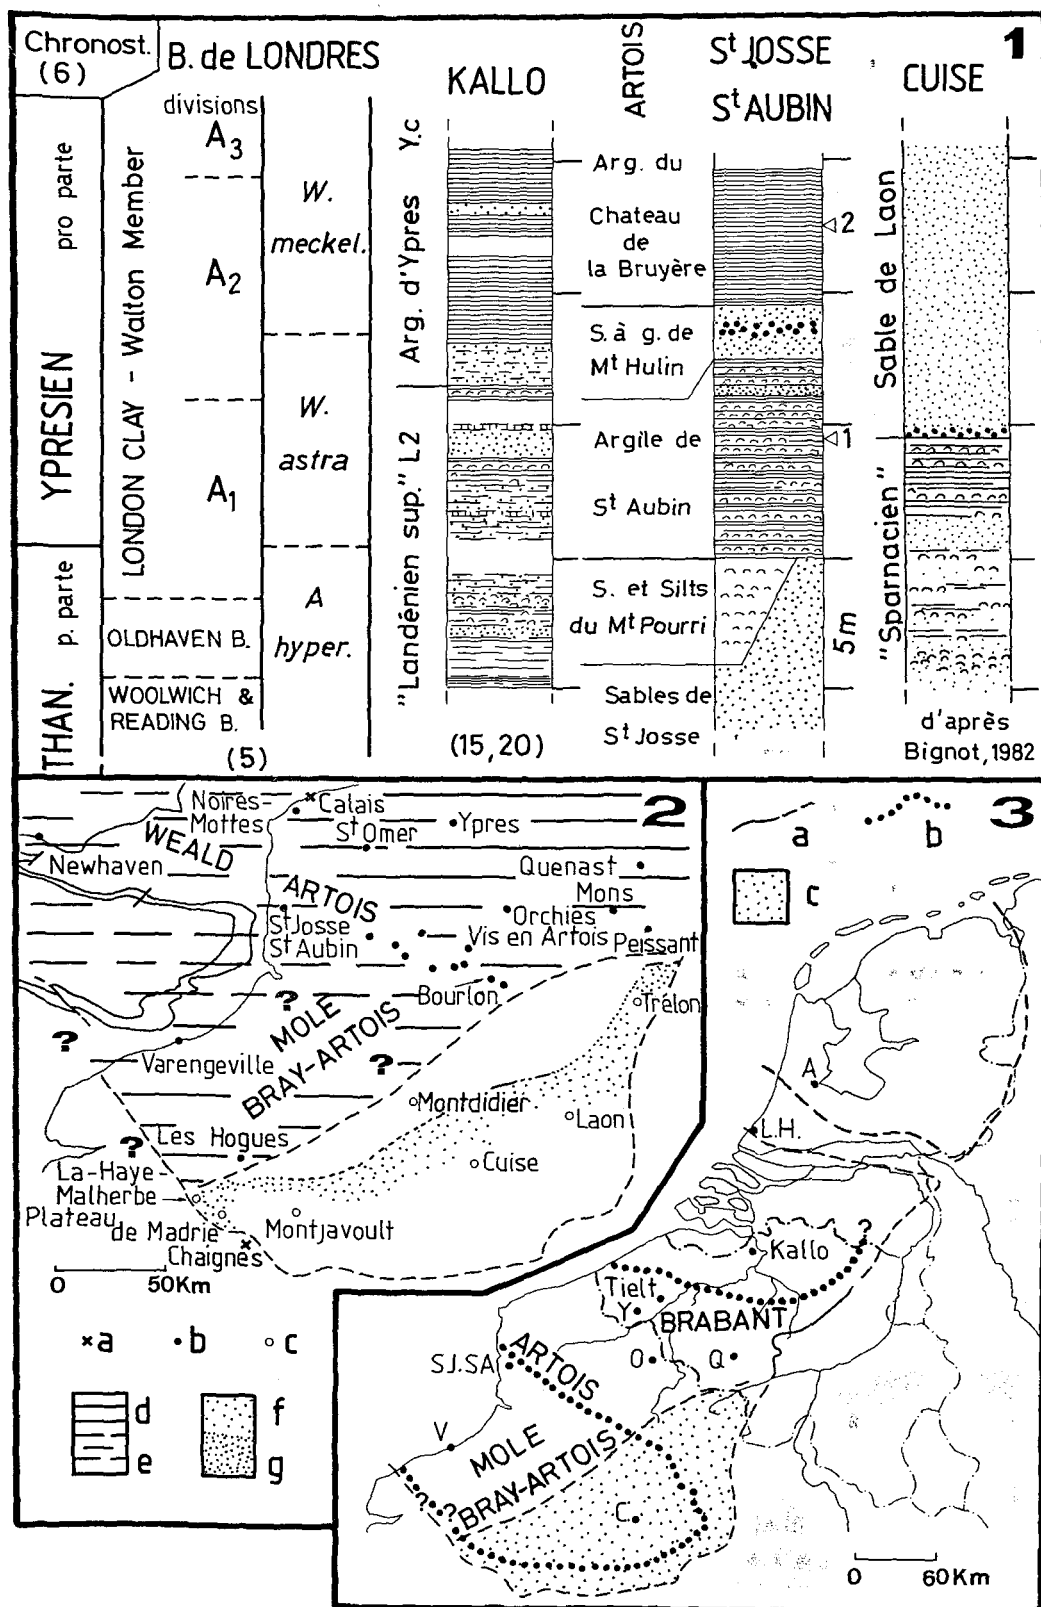 1
Chronost.
(6)
B. de LONDRES
divisions
KALLO
ARTOIS
St JOSSE
St AUBIN
CUISE
YPRESIEN pro parte
THAN. p. parte
LONDON CLAY - Walton Member
OLDHAVEN B.
WOOLWICH &
READING B.
A3
A2
A1
(5)
W.
meckel.
W.
astra
A
hyper.
Arg. d'Ypres Y.c
"Landénien sup." L2
(15,20)
Arg. du
Chateau
de
la Bruyère
S. à g. de
Mt Hulin
Argile de
St Aubin
S. et Silts
du Mt Pourri
Sables de
St Josse
2
1
5m
Sable de Laon
"Sparnacien"
d'après
Bignot, 1982
2
Noires-
Mottes
Calais
St Omer
Ypres
WEALD
Newhaven
Quenast
Mons
ARTOIS
Orchies
St Josse
St Aubin
Vis en Artois
Peissant
Bourlon
Trélon
?
?
MOLE
BRAY-ARTOIS
?
Varengeville
Montdidier
Laon
?
Les Hogues
Cuise
La-Haye-
Malherbe
Plateau
de Madrie
Montjavoult
Chaignes
0 50Km
a b c
d
e
f
g
3
a b
c
A
L.H.
?
Kallo
Tielt
Y
BRABANT
O
Q
ARTOIS
S.J.SA
V
MOLE
BRAY-ARTOIS
? ?
C
0 60Km